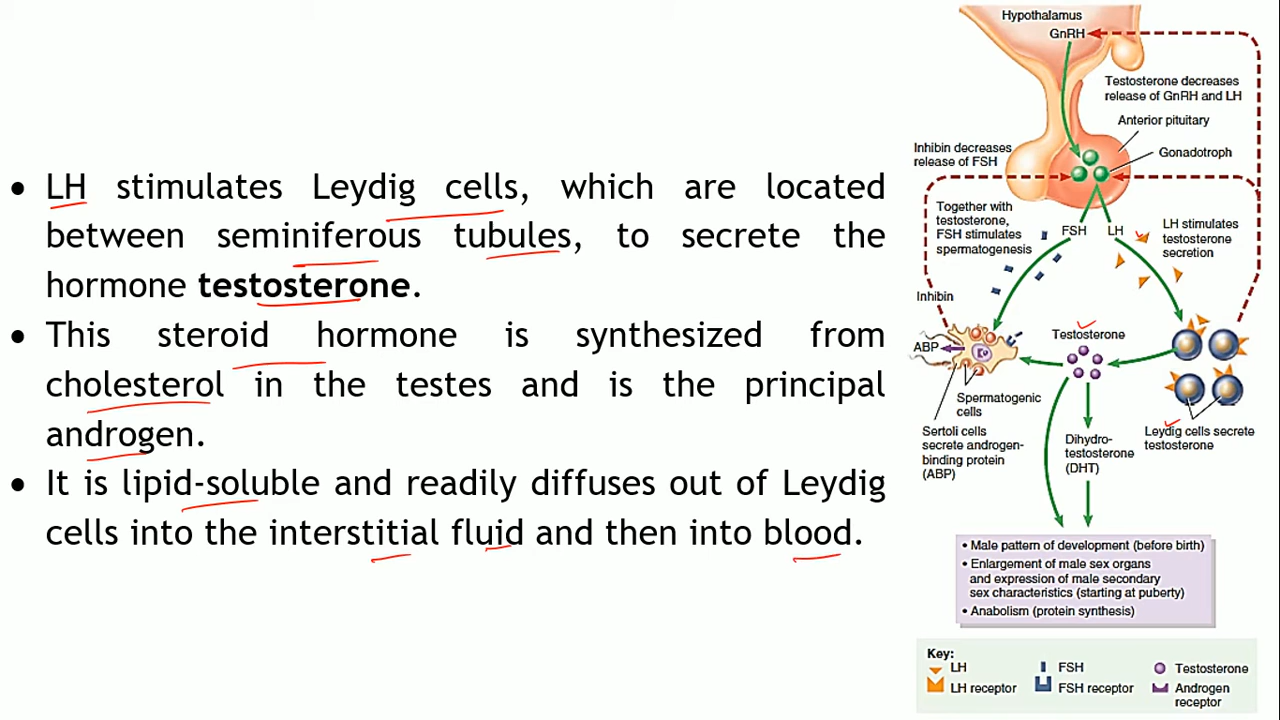 • LH stimulates Leydig cells, which are located
between seminiferous tubules, to secrete the
hormone testosterone.
• This steroid hormone is synthesized from
cholesterol in the testes and is the principal
androgen.
• It is lipid-soluble and readily diffuses out of Leydig
cells into the interstitial fluid and then into blood.
Hypothalamus
GnRH
Testosterone decreases
release of GnRH and LH
Anterior pituitary
Gonadotroph
Inhibin decreases
release of FSH
Together with
testosterone,
FSH stimulates
spermatogenesis
FSH
LH
LH stimulates
testosterone
secretion
Inhibin
ABP
Testosterone
Spermatogenic
cells
Sertoli cells
secrete androgen-
binding protein
(ABP)
Dihydro-
testosterone
(DHT)
Leydig cells secrete
testosterone
• Male pattern of development (before birth)
• Enlargement of male sex organs
and expression of male secondary
sex characteristics (starting at puberty)
• Anabolism (protein synthesis)
Key:
LH
LH receptor
FSH
FSH receptor
Testosterone
Androgen
receptor